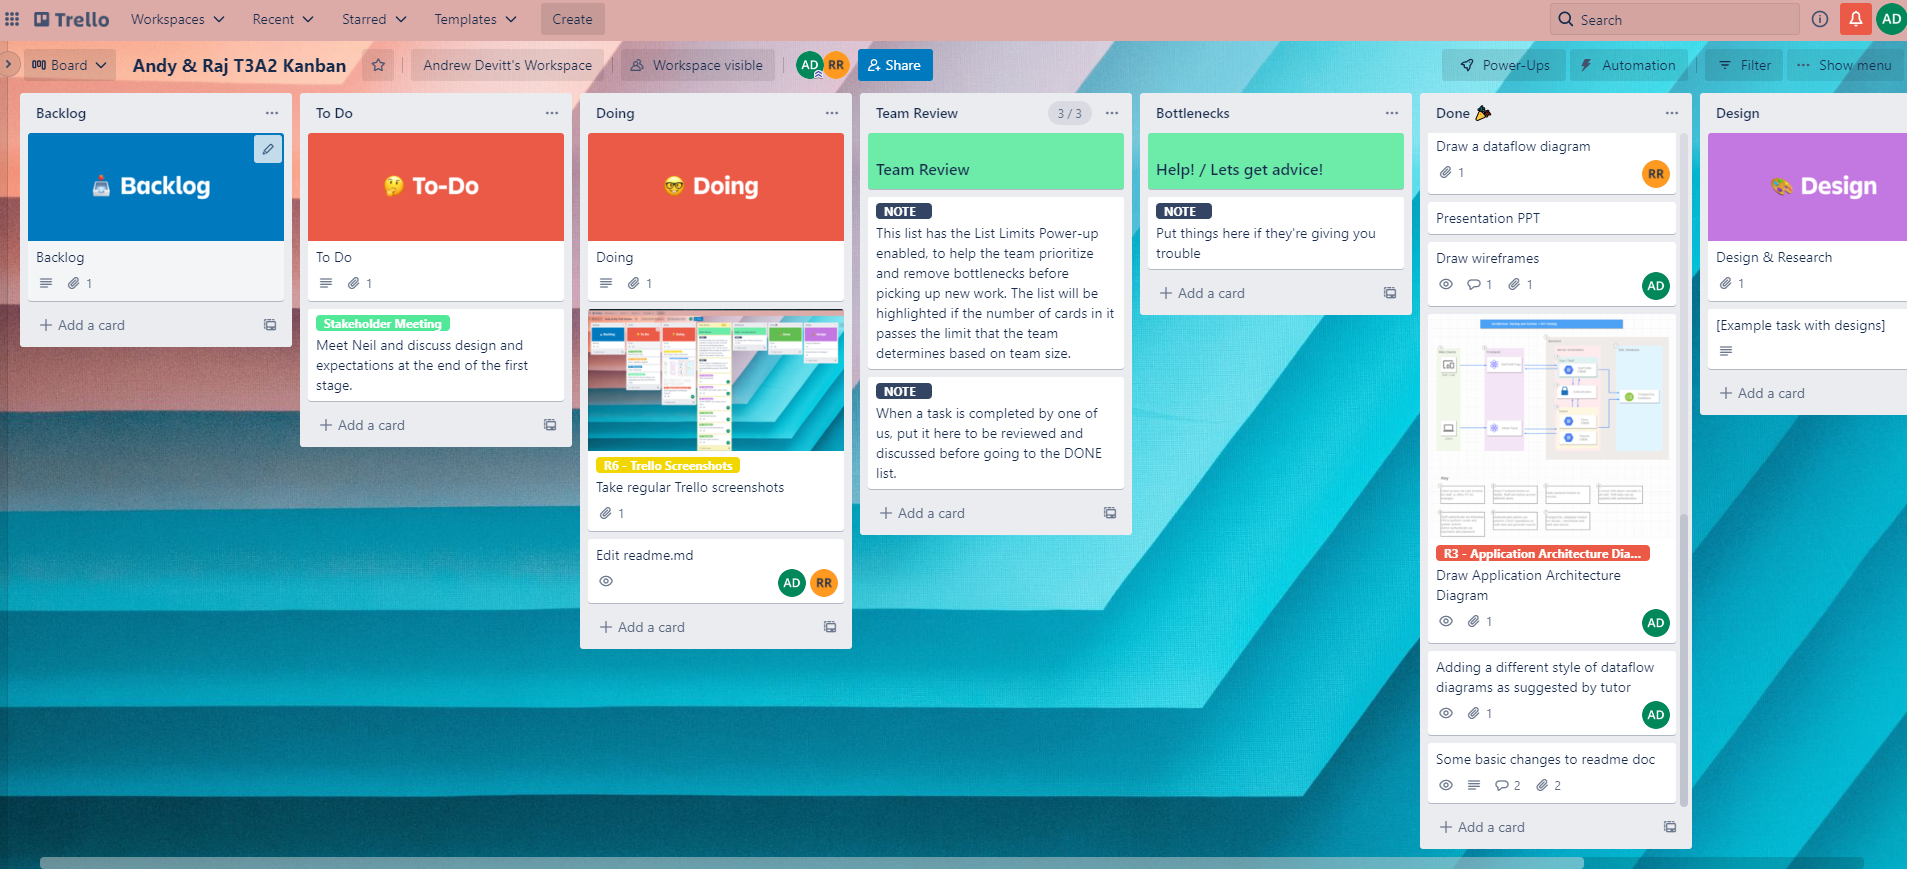 Trello
Workspaces
Recent
Starred
Templates
Create
Search
AD
Board
Andy & Raj T3A2 Kanban
Andrew Devitt's Workspace
Workspace visible
AD
RR
Share
Power-Ups
Automation
Filter
Show menu
Backlog
Backlog
Backlog
1
Add a card
To Do
To-Do
To Do
1
Stakeholder Meeting
Meet Neil and discuss design and
expectations at the end of the first
stage.
Add a card
Doing
Doing
Doing
1
R6 - Trello Screenshots
Take regular Trello screenshots
1
Edit readme.md
AD
RR
Add a card
Team Review
3 / 3
Team Review
NOTE
This list has the List Limits Power-up
enabled, to help the team prioritize
and remove bottlenecks before
picking up new work. The list will be
highlighted if the number of cards in it
passes the limit that the team
determines based on team size.
NOTE
When a task is completed by one of
us, put it here to be reviewed and
discussed before going to the DONE
list.
Add a card
Bottlenecks
Help! / Lets get advice!
NOTE
Put things here if they're giving you
trouble
Add a card
Done
Draw a dataflow diagram
1
RR
Presentation PPT
Draw wireframes
1
1
AD
Key
R3 - Application Architecture Dia...
Draw Application Architecture
Diagram
1
AD
Adding a different style of dataflow
diagrams as suggested by tutor
1
AD
Some basic changes to readme doc
2
2
Add a card
Design
Design
Design & Research
1
[Example task with designs]
Add a card